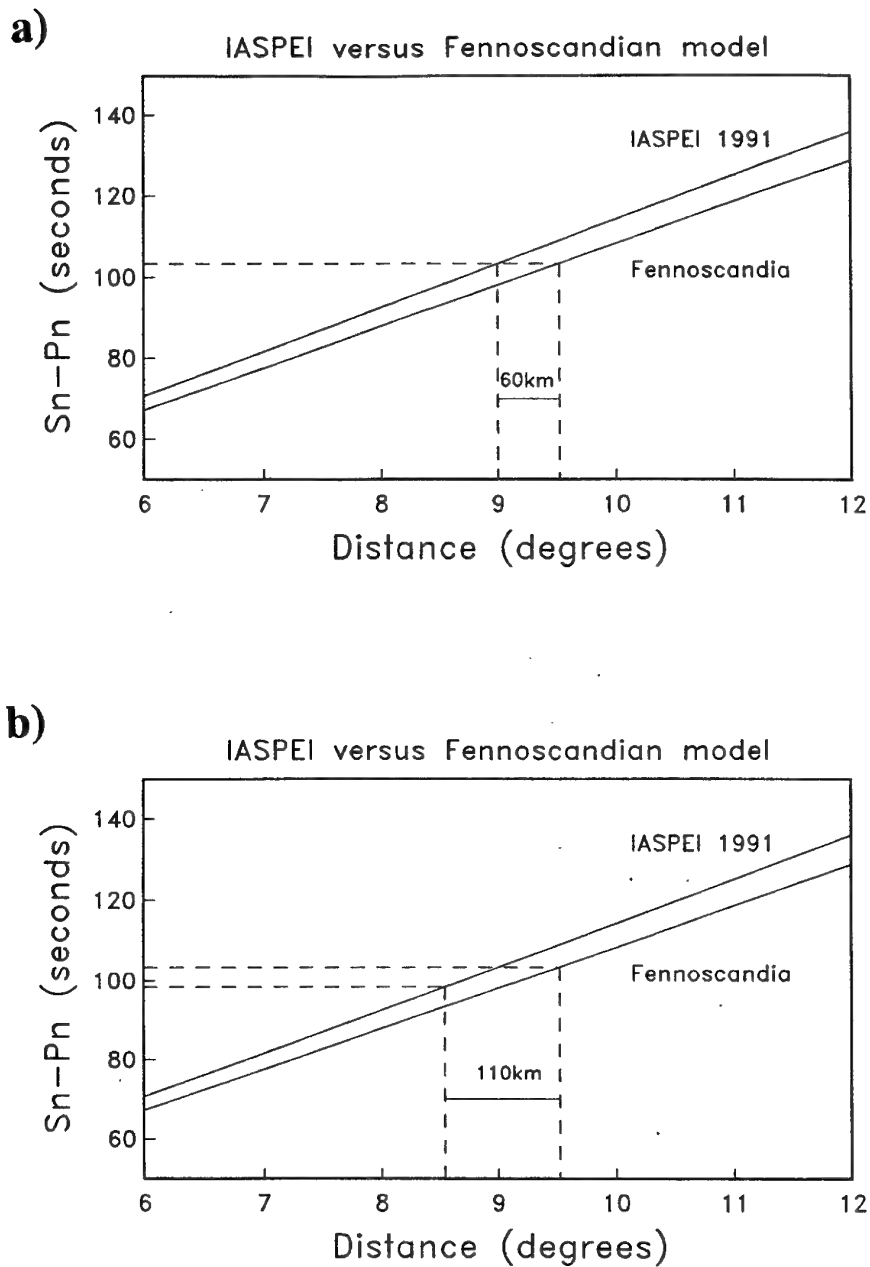 a)
IASPEI versus Fennoscandian model
Sn-Pn (seconds)
140
120
100
80
60
IASPEI 1991
Fennoscandia
60km
6 7 8 9 10 11 12
Distance (degrees)
b)
IASPEI versus Fennoscandian model
Sn-Pn (seconds)
140
120
100
80
60
IASPEI 1991
Fennoscandia
110km
6 7 8 9 10 11 12
Distance (degrees)